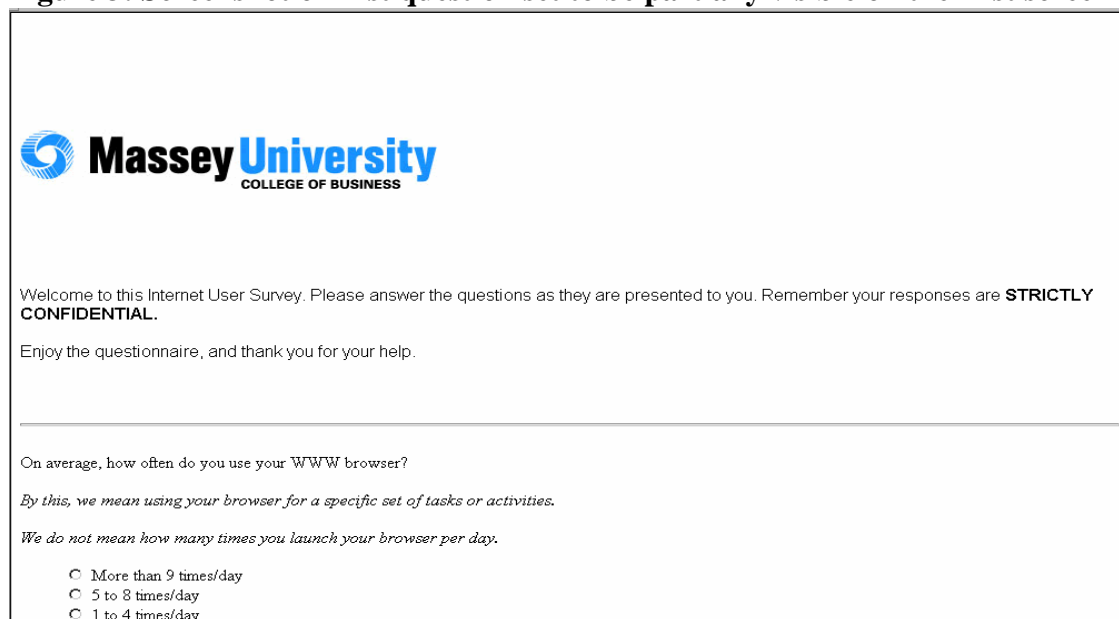 Massey University
COLLEGE OF BUSINESS
Welcome to this Internet User Survey. Please answer the questions as they are presented to you. Remember your responses are STRICTLY
CONFIDENTIAL.
Enjoy the questionnaire, and thank you for your help.
On average, how often do you use your WWW browser?
By this, we mean using your browser for a specific set of tasks or activities.
We do not mean how many times you launch your browser per day.
More than 9 times/day
5 to 8 times/day
1 to 4 times/day